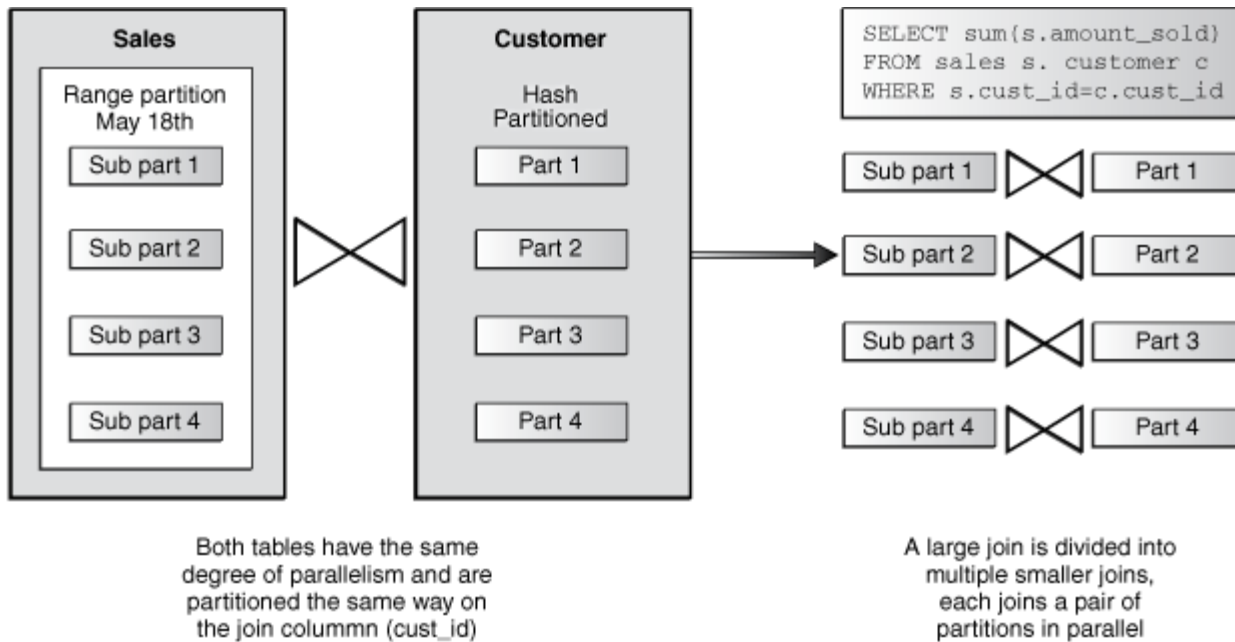 Sales
Range partition
May 18th
Sub part 1
Sub part 2
Sub part 3
Sub part 4
Customer
Hash
Partitioned
Part 1
Part 2
Part 3
Part 4
SELECT sum(s.amount_sold)
FROM sales s. customer c
WHERE s.cust_id=c.cust_id
Sub part 1
Part 1
Sub part 2
Part 2
Sub part 3
Part 3
Sub part 4
Part 4
Both tables have the same
degree of parallelism and are
partitioned the same way on
the join colummn (cust_id)
A large join is divided into
multiple smaller joins,
each joins a pair of
partitions in parallel